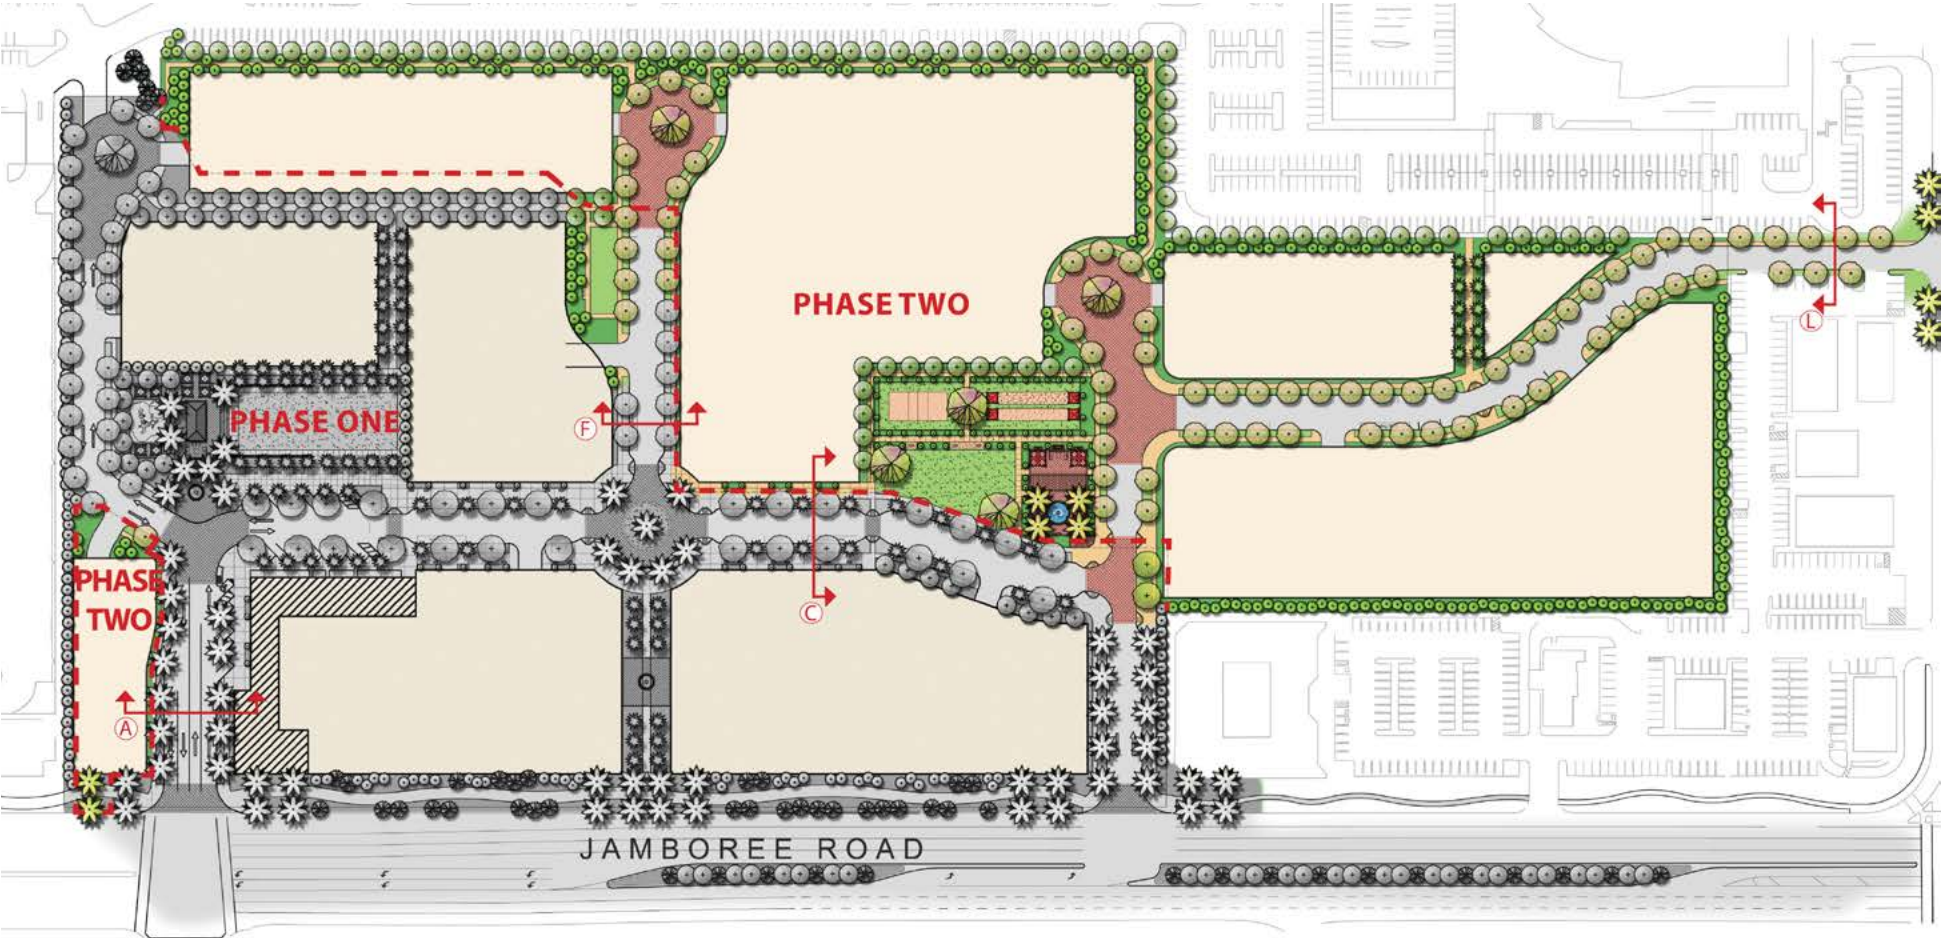 PHASE TWO
L
PHASE ONE
F
PHASE
TWO
C
A
JAMBOREE ROAD